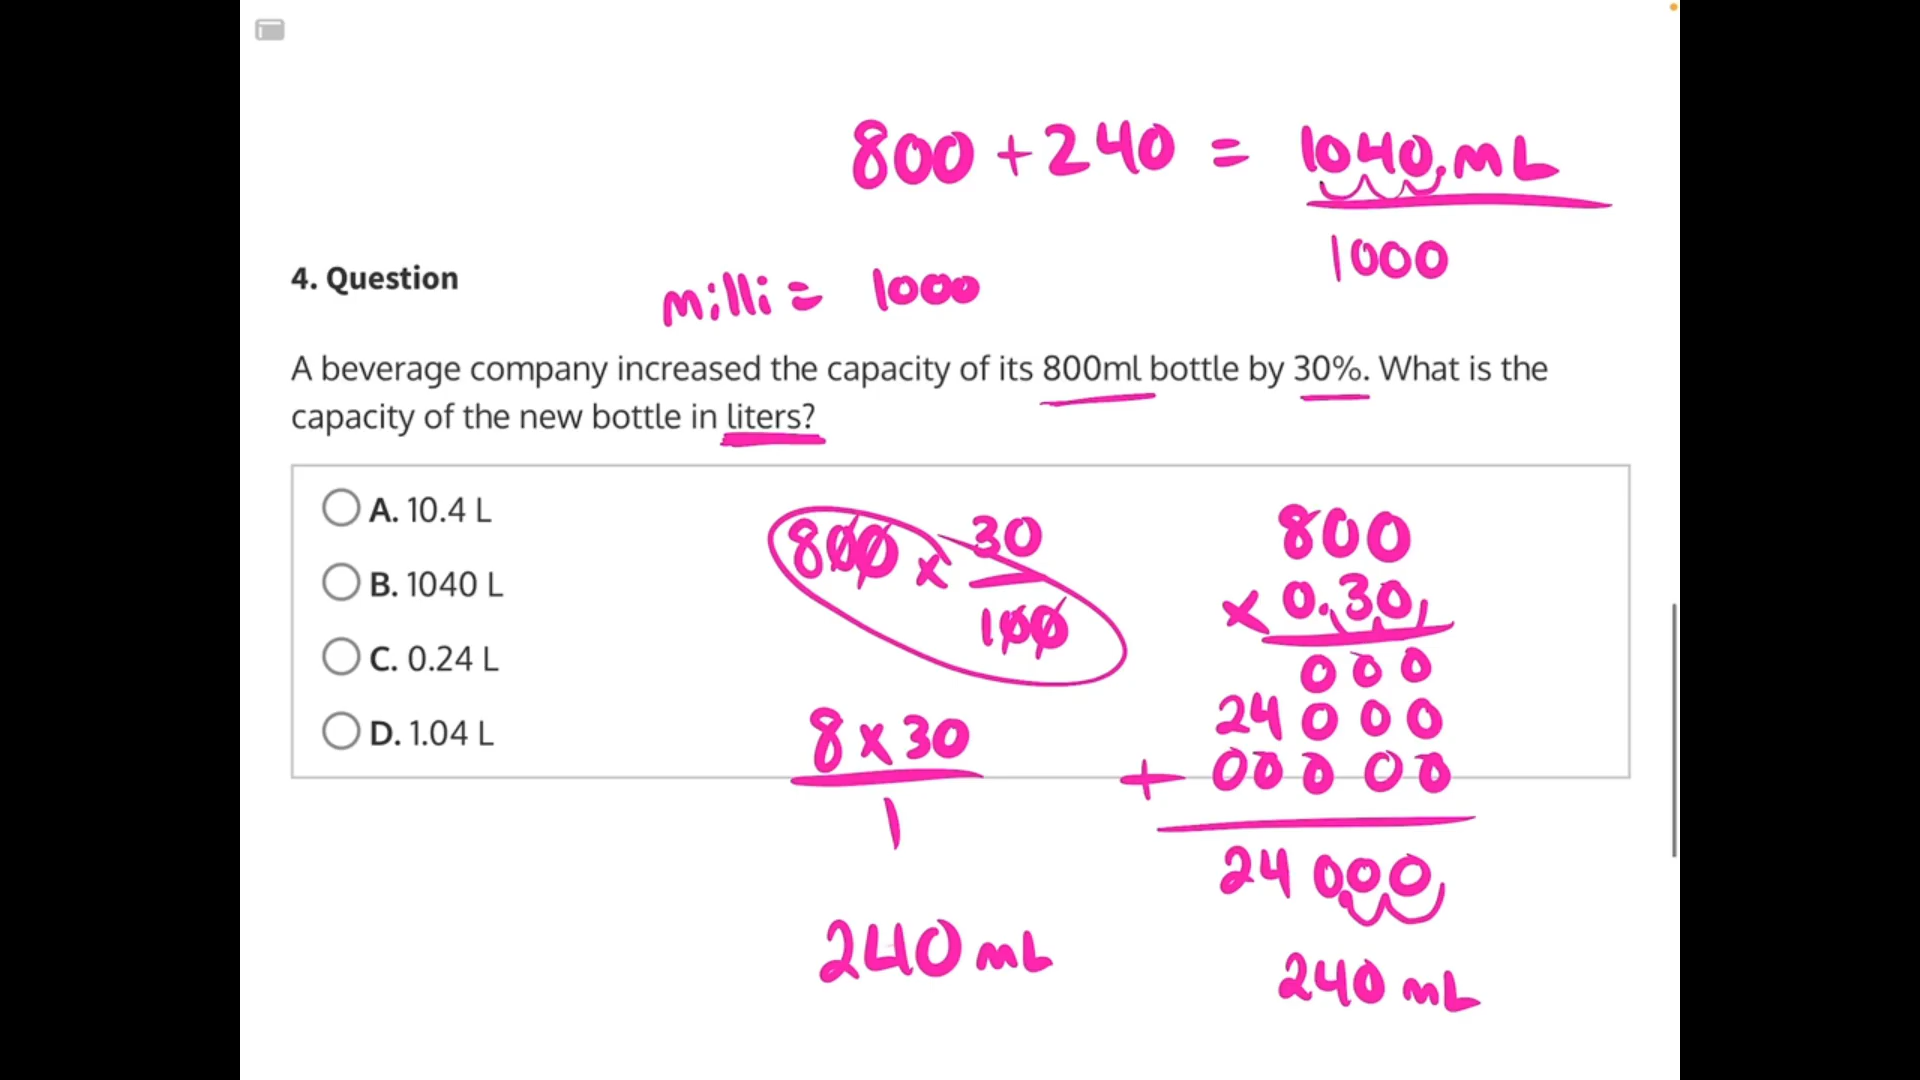 800 + 240 = 1040. mL
1000
4. Question
milli = 1000
A beverage company increased the capacity of its 800ml bottle by 30%. What is the
capacity of the new bottle in liters?
A. 10.4 L
B. 1040 L
C. 0.24 L
D. 1.04 L
800 x 30
100
8 x 30
1
240 mL
800
x 0.30
000
24000
+ 00000
24000
240 mL